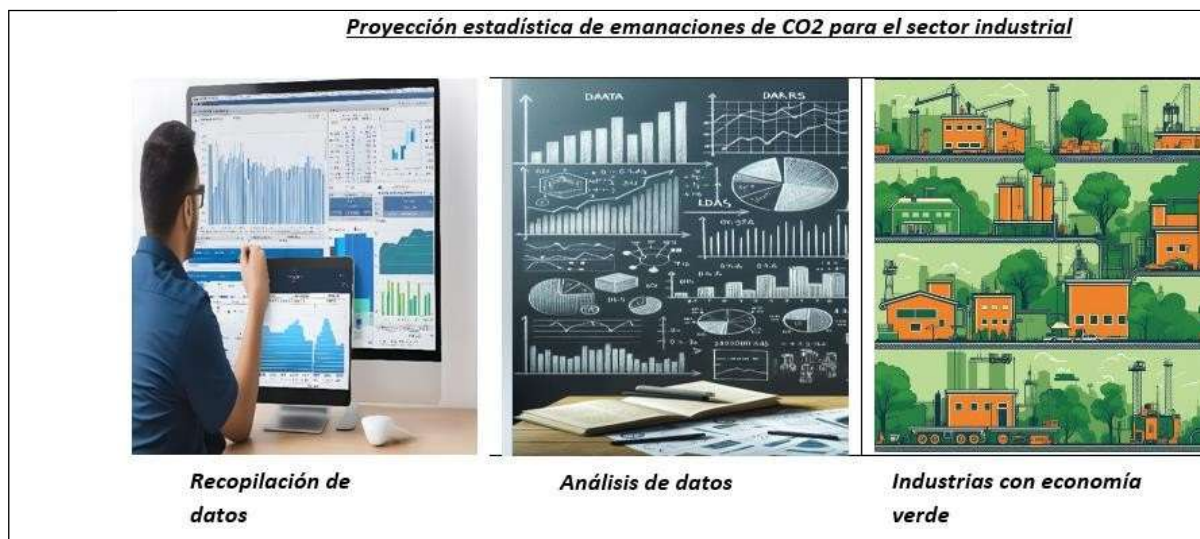 Proyección estadística de emanaciones de CO2 para el sector industrial
DAATA
DARRS
LDAS
Recopilación de
datos
Análisis de datos
Industrias con economía
verde